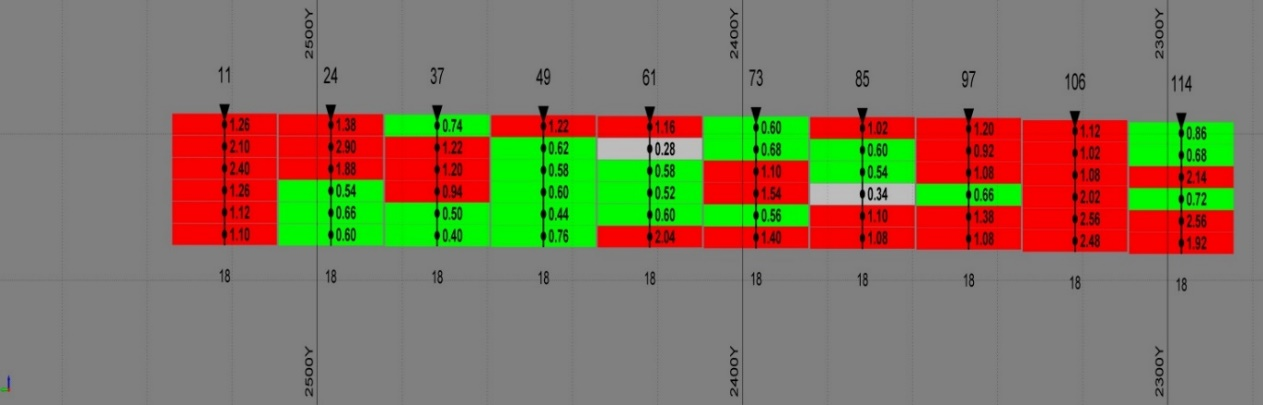 2500Y 2400Y 2300Y
11 24 37 49 61 73 85 97 106 114
1.26 1.38 0.74 1.22 1.16 0.60 1.02 1.20 1.12 0.86
2.10 2.90 1.22 0.62 0.28 0.68 0.60 0.92 1.02 0.68
2.40 1.88 1.20 0.58 0.58 1.10 0.54 1.08 1.08 2.14
1.26 0.54 0.94 0.60 0.52 1.54 0.34 0.66 2.02 0.72
1.12 0.66 0.50 0.44 0.60 0.56 1.10 1.38 2.56 2.56
1.10 0.60 0.40 0.76 2.04 1.40 1.08 1.08 2.48 1.92
18 18 18 18 18 18 18 18 18 18
2500Y 2400Y 2300Y